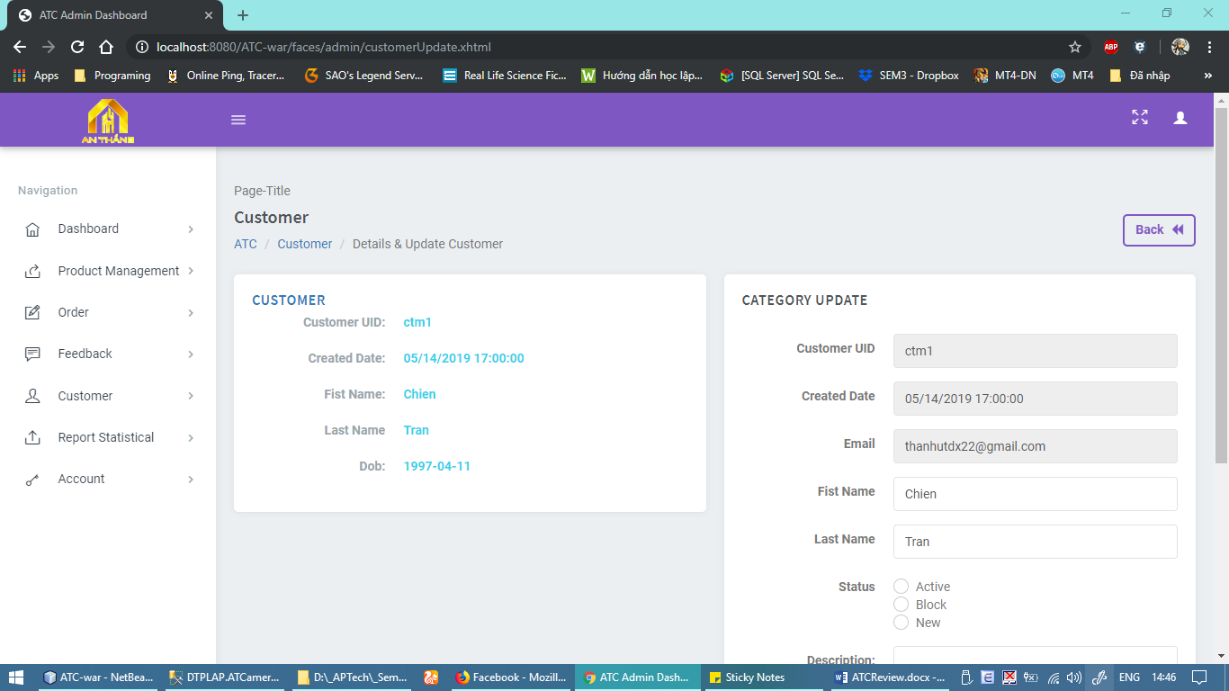 ATC Admin Dashboard
localhost:8080/ATC-war/faces/admin/customerUpdate.xhtml
ABP
Apps
Programing
Online Ping, Tracer...
SAO's Legend Serv...
Real Life Science Fic...
Hướng dẫn học lập...
[SQL Server] SQL Se...
SEM3 - Dropbox
MT4-DN
MT4
Đã nhập
»
AN THẮNG
Navigation
Dashboard
Product Management
Order
Feedback
Customer
Report Statistical
Account
Page-Title
Customer
ATC / Customer / Details & Update Customer
Back
CUSTOMER
Customer UID: ctm1
Created Date: 05/14/2019 17:00:00
Fist Name: Chien
Last Name Tran
Dob: 1997-04-11
CATEGORY UPDATE
Customer UID ctm1
Created Date 05/14/2019 17:00:00
Email thanhutdx22@gmail.com
Fist Name Chien
Last Name Tran
Status Active
Block
New
Description:
ATC-war - NetBea...
DTPLAP.ATCamer...
D:\_APTech\_Sem...
Facebook - Mozill...
ATC Admin Dash...
Sticky Notes
ATCReview.docx -...
ENG
14:46